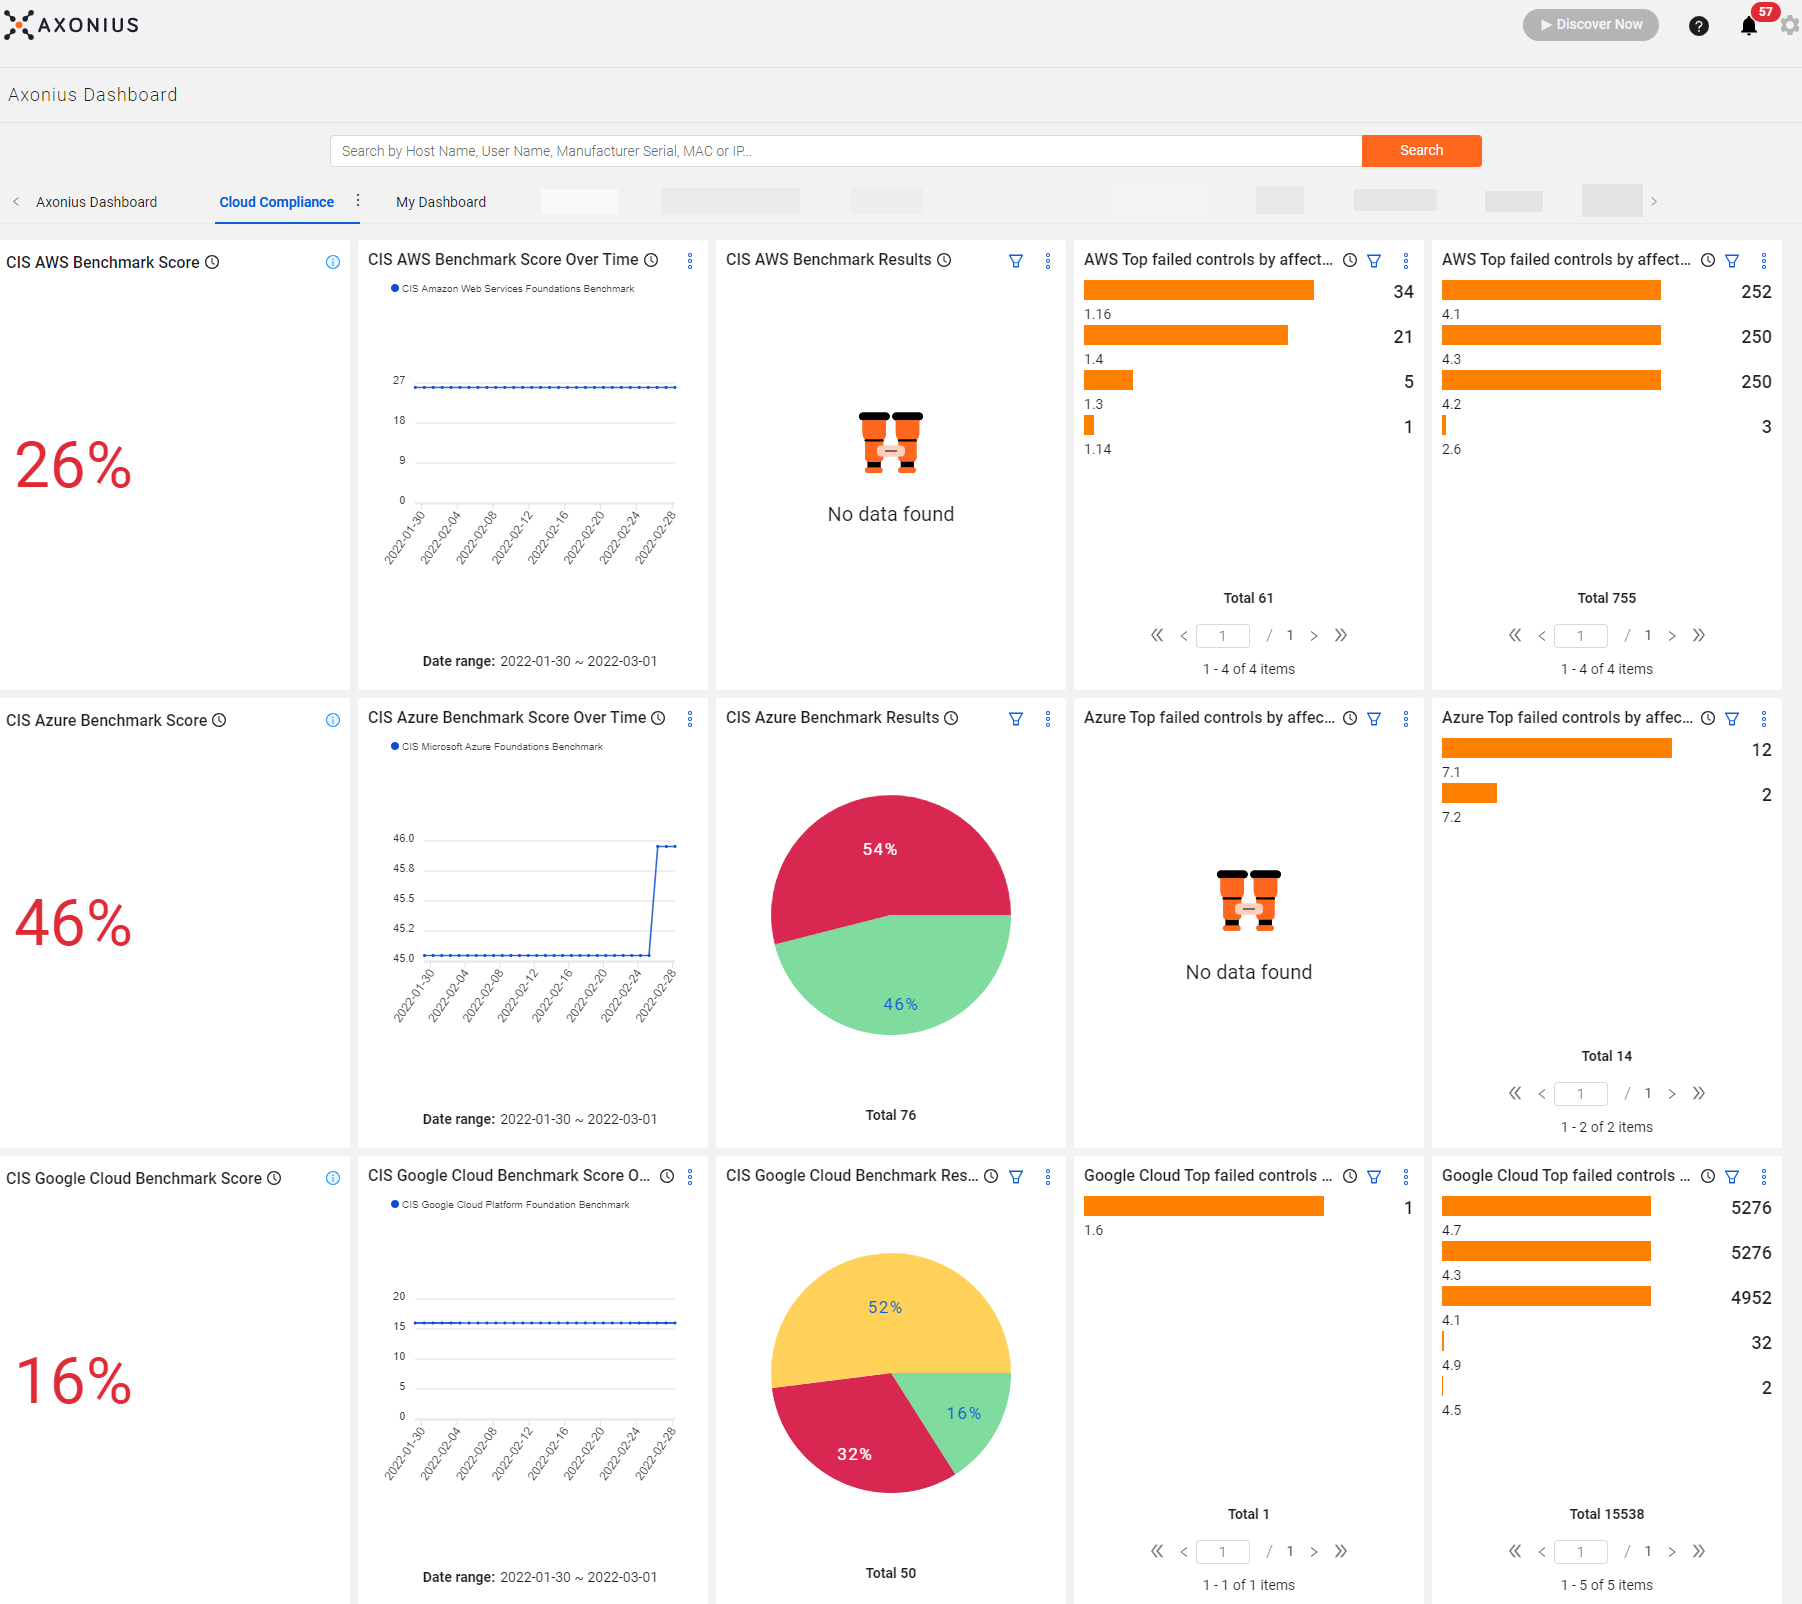 AXONIUS
Discover Now
?
57
Axonius Dashboard
Search by Host Name, User Name, Manufacturer Serial, MAC or IP...
Search
Axonius Dashboard
Cloud Compliance
My Dashboard
CIS AWS Benchmark Score
26%
CIS AWS Benchmark Score Over Time
CIS Amazon Web Services Foundations Benchmark
27
18
9
0
2022-01-30
2022-02-04
2022-02-08
2022-02-12
2022-02-16
2022-02-20
2022-02-24
2022-02-28
Date range: 2022-01-30 ~ 2022-03-01
CIS AWS Benchmark Results
No data found
AWS Top failed controls by affect...
34
1.16
21
1.4
5
1.3
1
1.14
Total 61
1 / 1
1 - 4 of 4 items
AWS Top failed controls by affect...
252
4.1
250
4.3
250
4.2
3
2.6
Total 755
1 / 1
1 - 4 of 4 items
CIS Azure Benchmark Score
46%
CIS Azure Benchmark Score Over Time
CIS Microsoft Azure Foundations Benchmark
46.0
45.8
45.5
45.2
45.0
2022-01-30
2022-02-04
2022-02-08
2022-02-12
2022-02-16
2022-02-20
2022-02-24
2022-02-28
Date range: 2022-01-30 ~ 2022-03-01
CIS Azure Benchmark Results
54%
46%
Total 76
Azure Top failed controls by affec...
No data found
Azure Top failed controls by affec...
12
7.1
2
7.2
Total 14
1 / 1
1 - 2 of 2 items
CIS Google Cloud Benchmark Score
16%
CIS Google Cloud Benchmark Score O...
CIS Google Cloud Platform Foundation Benchmark
20
15
10
5
0
2022-01-30
2022-02-04
2022-02-08
2022-02-12
2022-02-16
2022-02-20
2022-02-24
2022-02-28
Date range: 2022-01-30 ~ 2022-03-01
CIS Google Cloud Benchmark Res...
52%
16%
32%
Total 50
Google Cloud Top failed controls ...
1
1.6
Total 1
1 / 1
1 - 1 of 1 items
Google Cloud Top failed controls ...
5276
4.7
5276
4.3
4952
4.1
32
4.9
2
4.5
Total 15538
1 / 1
1 - 5 of 5 items